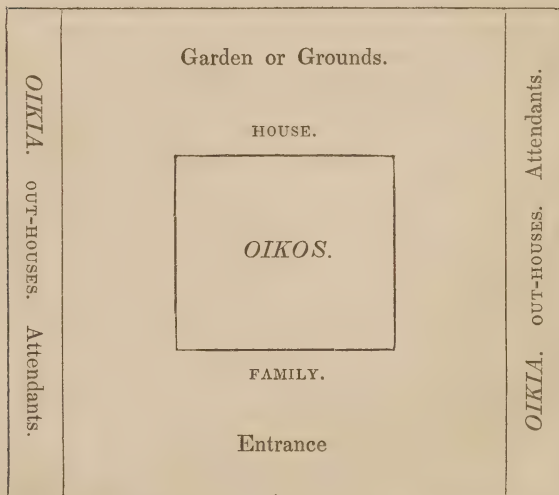 Garden or Grounds.
OIKIA. OUT-HOUSES. Attendants.
HOUSE.
OIKOS.
FAMILY.
Entrance
OIKIA. OUT-HOUSES. Attendants.